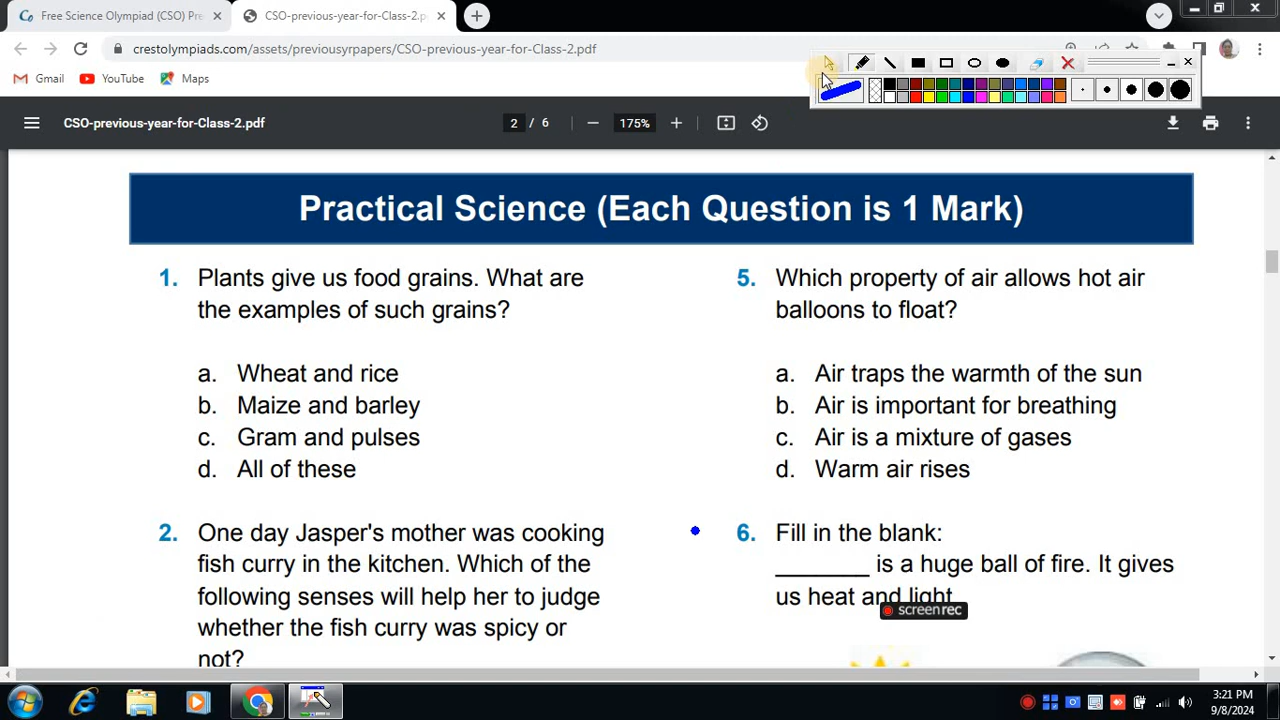 Free Science Olympiad (CSO) Pre
CSO-previous-year-for-Class-2.p
crestolympiads.com/assets/previousyrpapers/CSO-previous-year-for-Class-2.pdf
Gmail
YouTube
Maps
CSO-previous-year-for-Class-2.pdf
2 / 6
175%
Practical Science (Each Question is 1 Mark)
1. Plants give us food grains. What are
the examples of such grains?
a. Wheat and rice
b. Maize and barley
c. Gram and pulses
d. All of these
2. One day Jasper's mother was cooking
fish curry in the kitchen. Which of the
following senses will help her to judge
whether the fish curry was spicy or
not?
5. Which property of air allows hot air
balloons to float?
a. Air traps the warmth of the sun
b. Air is important for breathing
c. Air is a mixture of gases
d. Warm air rises
6. Fill in the blank:
_______ is a huge ball of fire. It gives
us heat and light
screenrec
3:21 PM
9/8/2024